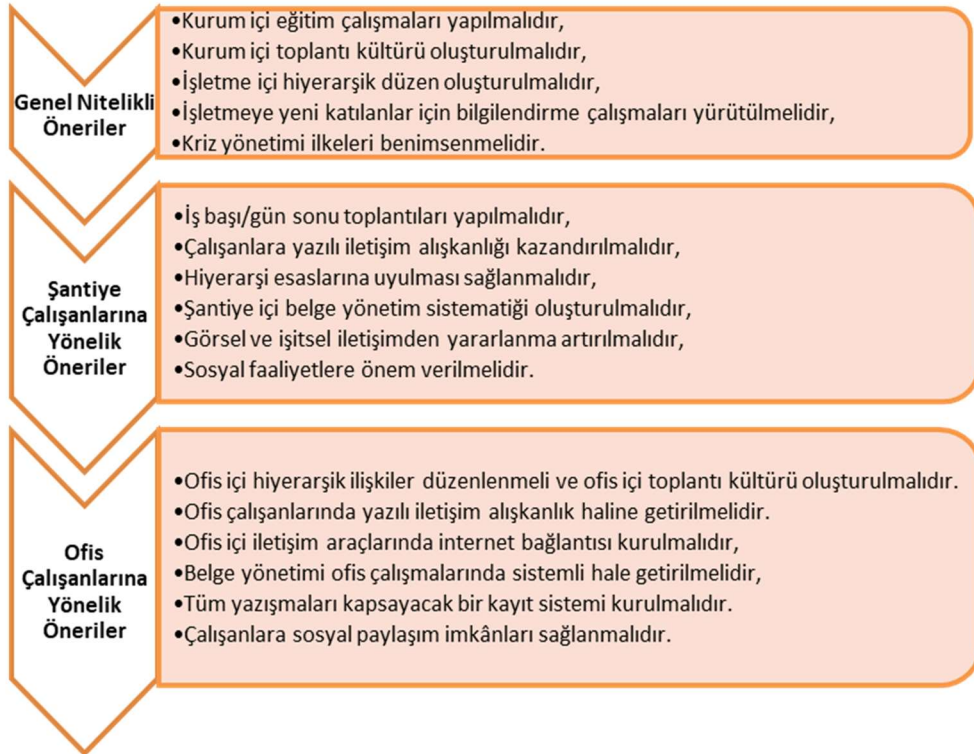 Genel Nitelikli
Öneriler
•Kurum içi eğitim çalışmaları yapılmalıdır,
•Kurum içi toplantı kültürü oluşturulmalıdır,
•İşletme içi hiyerarşik düzen oluşturulmalıdır,
•İşletmeye yeni katılanlar için bilgilendirme çalışmaları yürütülmelidir,
•Kriz yönetimi ilkeleri benimsenmelidir.
Şantiye
Çalışanlarına
Yönelik
Öneriler
•İş başı/gün sonu toplantıları yapılmalıdır,
•Çalışanlara yazılı iletişim alışkanlığı kazandırılmalıdır,
•Hiyerarşi esaslarına uyulması sağlanmalıdır,
•Şantiye içi belge yönetim sistematiği oluşturulmalıdır,
•Görsel ve işitsel iletişimden yararlanma artırılmalıdır,
•Sosyal faaliyetlere önem verilmelidir.
Ofis
Çalışanlarına
Yönelik
Öneriler
•Ofis içi hiyerarşik ilişkiler düzenlenmeli ve ofis içi toplantı kültürü oluşturulmalıdır.
•Ofis çalışanlarında yazılı iletişim alışkanlık haline getirilmelidir.
•Ofis içi iletişim araçlarında internet bağlantısı kurulmalıdır,
•Belge yönetimi ofis çalışmalarında sistemli hale getirilmelidir,
•Tüm yazışmaları kapsayacak bir kayıt sistemi kurulmalıdır.
•Çalışanlara sosyal paylaşım imkânları sağlanmalıdır.